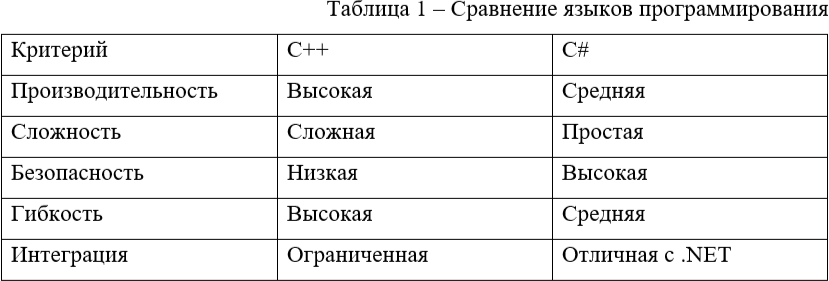 Таблица 1 – Сравнение языков программирования
Критерий C++ C#
Производительность Высокая Средняя
Сложность Сложная Простая
Безопасность Низкая Высокая
Гибкость Высокая Средняя
Интеграция Ограниченная Отличная с .NET